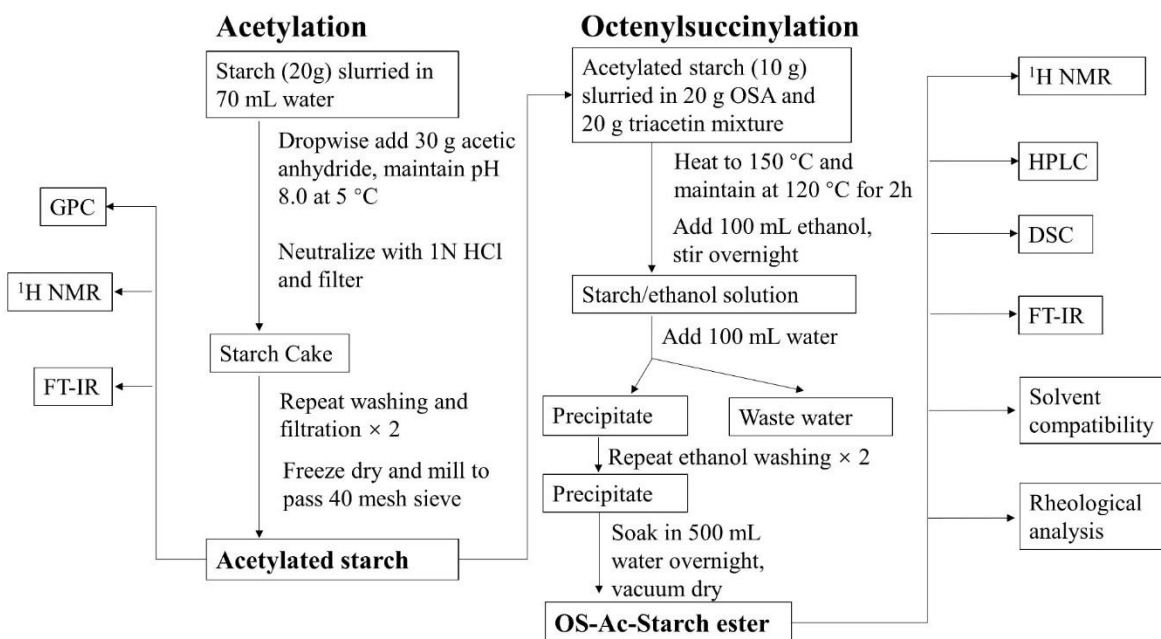 Acetylation
Starch (20g) slurried in
70 mL water
Dropwise add 30 g acetic
anhydride, maintain pH
8.0 at 5 °C
Neutralize with 1N HCl
and filter
Starch Cake
Repeat washing and
filtration × 2
Freeze dry and mill to
pass 40 mesh sieve
Acetylated starch
GPC
¹H NMR
FT-IR
Octenylsuccinylation
Acetylated starch (10 g)
slurried in 20 g OSA and
20 g triacetin mixture
Heat to 150 °C and
maintain at 120 °C for 2h
Add 100 mL ethanol,
stir overnight
Starch/ethanol solution
Add 100 mL water
Precipitate
Waste water
Repeat ethanol washing × 2
Precipitate
Soak in 500 mL
water overnight,
vacuum dry
OS-Ac-Starch ester
¹H NMR
HPLC
DSC
FT-IR
Solvent
compatibility
Rheological
analysis